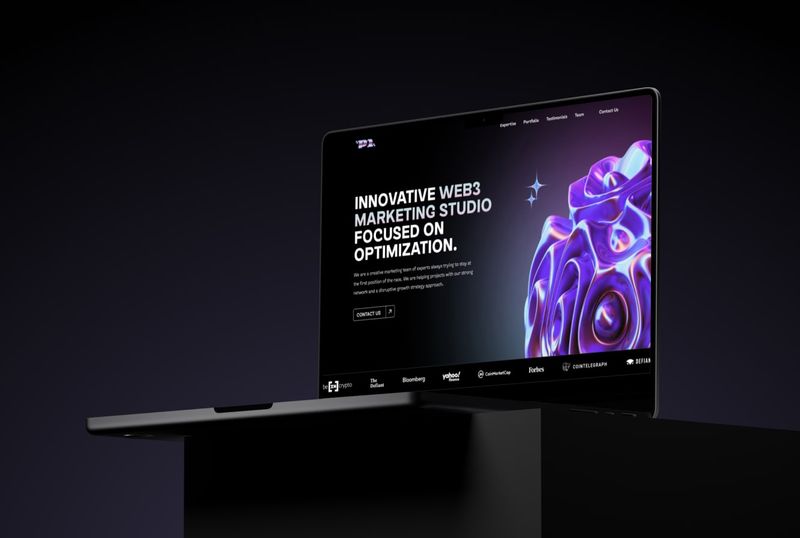 Expertise
Portfolio
Testimonials
Team
Contact Us
INNOVATIVE WEB3
MARKETING STUDIO
FOCUSED ON
OPTIMIZATION.
We are a creative marketing team of experts always trying to stay at
the first position of the race. We are helping projects with our strong
network and a disruptive growth strategy approach.
CONTACT US
be[IN]crypto
The
Defiant
Bloomberg
yahoo!
finance
CoinMarketCap
Forbes
COINTELEGRAPH
DEFIAN